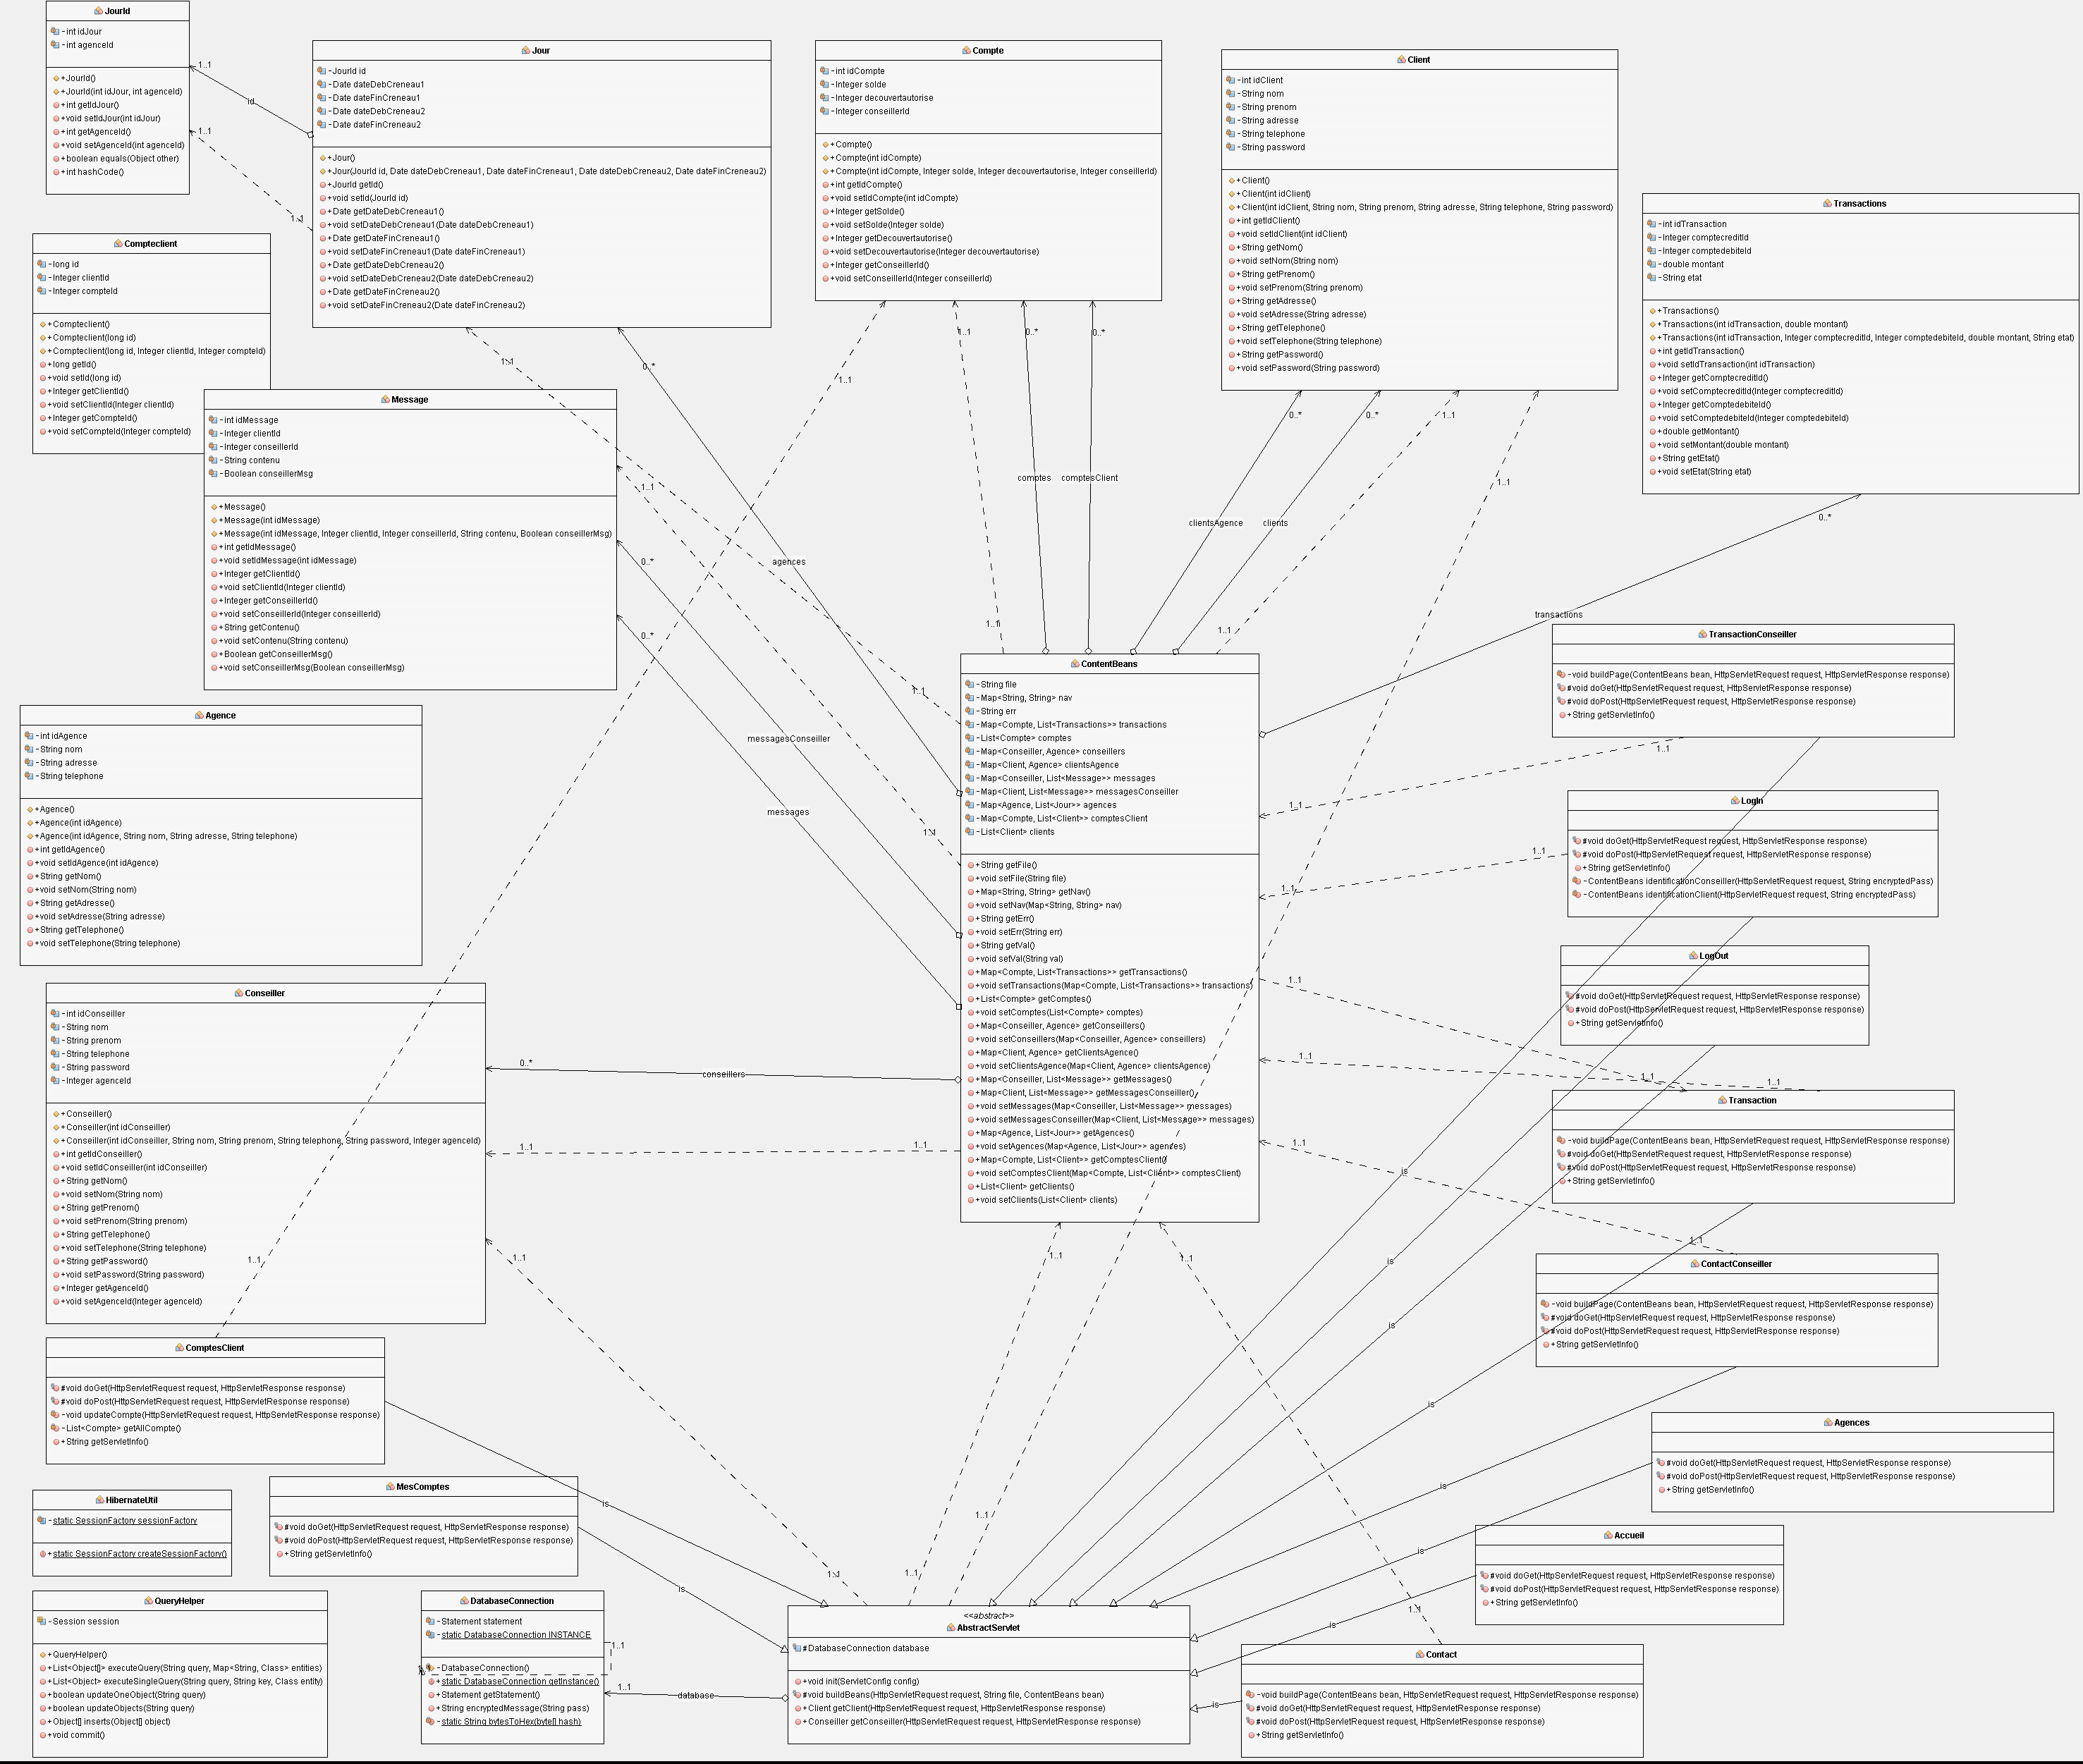 JourId
-int idJour
-int agenceId
+JourId()
+JourId(int idJour, int agenceId)
+int getIdJour()
+void setIdJour(int idJour)
+int getAgenceId()
+void setAgenceId(int agenceId)
+boolean equals(Object other)
+int hashCode()
1..1
id
1..1
1..1
Jour
-JourId id
-Date dateDebCreneau1
-Date dateFinCreneau1
-Date dateDebCreneau2
-Date dateFinCreneau2
+Jour()
+Jour(JourId id, Date dateDebCreneau1, Date dateFinCreneau1, Date dateDebCreneau2, Date dateFinCreneau2)
+JourId getId()
+void setId(JourId id)
+Date getDateDebCreneau1()
+void setDateDebCreneau1(Date dateDebCreneau1)
+Date getDateFinCreneau1()
+void setDateFinCreneau1(Date dateFinCreneau1)
+Date getDateDebCreneau2()
+void setDateDebCreneau2(Date dateDebCreneau2)
+Date getDateFinCreneau2()
+void setDateFinCreneau2(Date dateFinCreneau2)
Compte
-int idCompte
-Integer solde
-Integer decouvertautorise
-Integer conseillerId
+Compte()
+Compte(int idCompte)
+Compte(int idCompte, Integer solde, Integer decouvertautorise, Integer conseillerId)
+int getIdCompte()
+void setIdCompte(int idCompte)
+Integer getSolde()
+void setSolde(Integer solde)
+Integer getDecouvertautorise()
+void setDecouvertautorise(Integer decouvertautorise)
+Integer getConseillerId()
+void setConseillerId(Integer conseillerId)
Client
-int idClient
-String nom
-String prenom
-String adresse
-String telephone
-String password
+Client()
+Client(int idClient)
+Client(int idClient, String nom, String prenom, String adresse, String telephone, String password)
+int getIdClient()
+void setIdClient(int idClient)
+String getNom()
+void setNom(String nom)
+String getPrenom()
+void setPrenom(String prenom)
+String getAdresse()
+void setAdresse(String adresse)
+String getTelephone()
+void setTelephone(String telephone)
+String getPassword()
+void setPassword(String password)
Transactions
-int idTransaction
-Integer comptecreditId
-Integer comptedebiteId
-double montant
-String etat
+Transactions()
+Transactions(int idTransaction, double montant)
+Transactions(int idTransaction, Integer comptecreditId, Integer comptedebiteId, double montant, String etat)
+int getIdTransaction()
+void setIdTransaction(int idTransaction)
+Integer getComptecreditId()
+void setComptecreditId(Integer comptecreditId)
+Integer getComptedebiteId()
+void setComptedebiteId(Integer comptedebiteId)
+double getMontant()
+void setMontant(double montant)
+String getEtat()
+void setEtat(String etat)
Compteclient
-long id
-Integer clientId
-Integer compteId
+Compteclient()
+Compteclient(long id)
+Compteclient(long id, Integer clientId, Integer compteId)
+long getId()
+void setId(long id)
+Integer getClientId()
+void setClientId(Integer clientId)
+Integer getCompteId()
+void setCompteId(Integer compteId)
Message
-int idMessage
-Integer clientId
-Integer conseillerId
-String contenu
-Boolean conseillerMsg
+Message()
+Message(int idMessage)
+Message(int idMessage, Integer clientId, Integer conseillerId, String contenu, Boolean conseillerMsg)
+int getIdMessage()
+void setIdMessage(int idMessage)
+Integer getClientId()
+void setClientId(Integer clientId)
+Integer getConseillerId()
+void setConseillerId(Integer conseillerId)
+String getContenu()
+void setContenu(String contenu)
+Boolean getConseillerMsg()
+void setConseillerMsg(Boolean conseillerMsg)
1..1
0..*
1..1
1..1
0..*
0..*
0..*
0..*
1..1
1..1
0..*
1..1
0..*
0..*
comptes
comptesClient
clientsAgence
clients
agences
transactions
messagesConseiller
messages
1..1
1..1
1..1
1..1
ContentBeans
-String file
-Map<String, String> nav
-String err
-Map<Compte, List<Transactions>> transactions
-List<Compte> comptes
-Map<Conseiller, Agence> conseillers
-Map<Client, Agence> clientsAgence
-Map<Conseiller, List<Message>> messages
-Map<Client, List<Message>> messagesConseiller
-Map<Agence, List<Jour>> agences
-Map<Compte, List<Client>> comptesClient
-List<Client> clients
+String getFile()
+void setFile(String file)
+Map<String, String> getNav()
+void setNav(Map<String, String> nav)
+String getErr()
+void setErr(String err)
+String getVal()
+void setVal(String val)
+Map<Compte, List<Transactions>> getTransactions()
+void setTransactions(Map<Compte, List<Transactions>> transactions)
+List<Compte> getComptes()
+void setComptes(List<Compte> comptes)
+Map<Conseiller, Agence> getConseillers()
+void setConseillers(Map<Conseiller, Agence> conseillers)
+Map<Client, Agence> getClientsAgence()
+void setClientsAgence(Map<Client, Agence> clientsAgence)
+Map<Conseiller, List<Message>> getMessages()
+Map<Client, List<Message>> getMessagesConseiller()
+void setMessages(Map<Conseiller, List<Message>> messages)
+void setMessagesConseiller(Map<Client, List<Message>> messages)
+Map<Agence, List<Jour>> getAgences()
+void setAgences(Map<Agence, List<Jour>> agences)
+Map<Compte, List<Client>> getComptesClient()
+void setComptesClient(Map<Compte, List<Client>> comptesClient)
+List<Client> getClients()
+void setClients(List<Client> clients)
TransactionConseiller
-void buildPage(ContentBeans bean, HttpServletRequest request, HttpServletResponse response)
#void doGet(HttpServletRequest request, HttpServletResponse response)
#void doPost(HttpServletRequest request, HttpServletResponse response)
+String getServletInfo()
1..1
1..1
LogIn
#void doGet(HttpServletRequest request, HttpServletResponse response)
#void doPost(HttpServletRequest request, HttpServletResponse response)
+String getServletInfo()
-ContentBeans identificationConseiller(HttpServletRequest request, String encryptedPass)
-ContentBeans identificationClient(HttpServletRequest request, String encryptedPass)
1..1
1..1
LogOut
#void doGet(HttpServletRequest request, HttpServletResponse response)
#void doPost(HttpServletRequest request, HttpServletResponse response)
+String getServletInfo()
1..1
1..1
1..1
1..1
Transaction
-void buildPage(ContentBeans bean, HttpServletRequest request, HttpServletResponse response)
#void doGet(HttpServletRequest request, HttpServletResponse response)
#void doPost(HttpServletRequest request, HttpServletResponse response)
+String getServletInfo()
1..1
1..1
ContactConseiller
-void buildPage(ContentBeans bean, HttpServletRequest request, HttpServletResponse response)
#void doGet(HttpServletRequest request, HttpServletResponse response)
#void doPost(HttpServletRequest request, HttpServletResponse response)
+String getServletInfo()
Agence
-int idAgence
-String nom
-String adresse
-String telephone
+Agence()
+Agence(int idAgence)
+Agence(int idAgence, String nom, String adresse, String telephone)
+int getIdAgence()
+void setIdAgence(int idAgence)
+String getNom()
+void setNom(String nom)
+String getAdresse()
+void setAdresse(String adresse)
+String getTelephone()
+void setTelephone(String telephone)
Conseiller
-int idConseiller
-String nom
-String prenom
-String telephone
-String password
-Integer agenceId
+Conseiller()
+Conseiller(int idConseiller)
+Conseiller(int idConseiller, String nom, String prenom, String telephone, String password, Integer agenceId)
+int getIdConseiller()
+void setIdConseiller(int idConseiller)
+String getNom()
+void setNom(String nom)
+String getPrenom()
+void setPrenom(String prenom)
+String getTelephone()
+void setTelephone(String telephone)
+String getPassword()
+void setPassword(String password)
+Integer getAgenceId()
+void setAgenceId(Integer agenceId)
0..*
conseillers
1..1
1..1
1..1
1..1
1..1
1..1
is
is
is
is
is
is
is
is
is
is
ComptesClient
#void doGet(HttpServletRequest request, HttpServletResponse response)
#void doPost(HttpServletRequest request, HttpServletResponse response)
-void updateCompte(HttpServletRequest request, HttpServletResponse response)
-List<Compte> getAllCompte()
+String getServletInfo()
Agences
#void doGet(HttpServletRequest request, HttpServletResponse response)
#void doPost(HttpServletRequest request, HttpServletResponse response)
+String getServletInfo()
HibernateUtil
-static SessionFactory sessionFactory
+static SessionFactory createSessionFactory()
MesComptes
#void doGet(HttpServletRequest request, HttpServletResponse response)
#void doPost(HttpServletRequest request, HttpServletResponse response)
+String getServletInfo()
1..1
1..1
1..1
1..1
Accueil
#void doGet(HttpServletRequest request, HttpServletResponse response)
#void doPost(HttpServletRequest request, HttpServletResponse response)
+String getServletInfo()
QueryHelper
-Session session
+QueryHelper()
+List<Object[]> executeQuery(String query, Map<String, Class> entities)
+List<Object> executeSingleQuery(String query, String key, Class entity)
+boolean updateOneObject(String query)
+boolean updateObjects(String query)
+Object[] inserts(Object[] object)
+void commit()
DatabaseConnection
-Statement statement
-static DatabaseConnection INSTANCE
-DatabaseConnection()
+static DatabaseConnection getInstance()
+Statement getStatement()
+String encryptedMessage(String pass)
-static String bytesToHex(byte[] hash)
1..1
1..1
database
<<abstract>>
AbstractServlet
#DatabaseConnection database
+void init(ServletConfig config)
#void buildBeans(HttpServletRequest request, String file, ContentBeans bean)
+Client getClient(HttpServletRequest request, HttpServletResponse response)
+Conseiller getConseiller(HttpServletRequest request, HttpServletResponse response)
is
Contact
-void buildPage(ContentBeans bean, HttpServletRequest request, HttpServletResponse response)
#void doGet(HttpServletRequest request, HttpServletResponse response)
#void doPost(HttpServletRequest request, HttpServletResponse response)
+String getServletInfo()